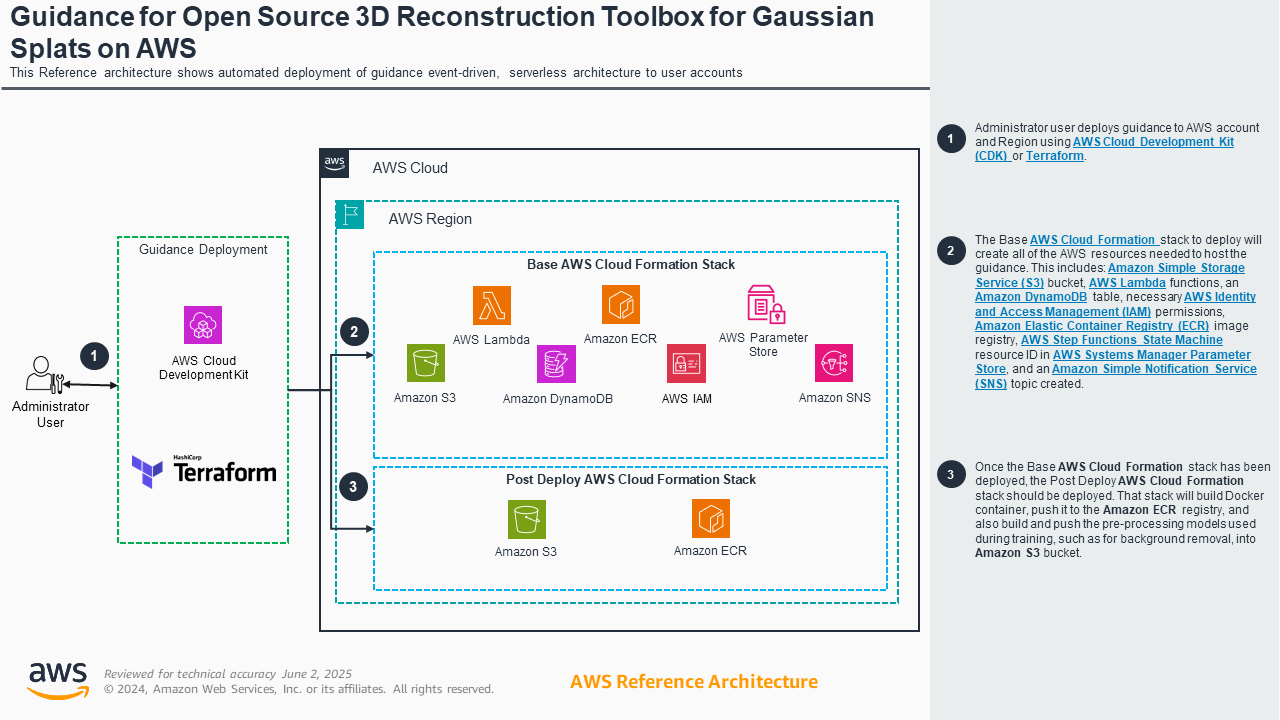 Guidance for Open Source 3D Reconstruction Toolbox for Gaussian
Splats on AWS
This Reference architecture shows automated deployment of guidance event-driven, serverless architecture to user accounts
aws
AWS Cloud
AWS Region
Guidance Deployment
AWS Cloud
Development Kit
HashiCorp
Terraform
1
Administrator
User
2
Base AWS Cloud Formation Stack
AWS Lambda
Amazon ECR
AWS Parameter
Store
Amazon S3
Amazon DynamoDB
AWS IAM
Amazon SNS
3
Post Deploy AWS Cloud Formation Stack
Amazon S3
Amazon ECR
1
Administrator user deploys guidance to AWS account
and Region using AWS Cloud Development Kit
(CDK) or Terraform.
2
The Base AWS Cloud Formation stack to deploy will
create all of the AWS resources needed to host the
guidance. This includes: Amazon Simple Storage
Service (S3) bucket, AWS Lambda functions, an
Amazon DynamoDB table, necessary AWS Identity
and Access Management (IAM) permissions,
Amazon Elastic Container Registry (ECR) image
registry, AWS Step Functions State Machine
resource ID in AWS Systems Manager Parameter
Store, and an Amazon Simple Notification Service
(SNS) topic created.
3
Once the Base AWS Cloud Formation stack has been
deployed, the Post Deploy AWS Cloud Formation
stack should be deployed. That stack will build Docker
container, push it to the Amazon ECR registry, and
also build and push the pre-processing models used
during training, such as for background removal, into
Amazon S3 bucket.
aws
Reviewed for technical accuracy June 2, 2025
© 2024, Amazon Web Services, Inc. or its affiliates. All rights reserved.
AWS Reference Architecture